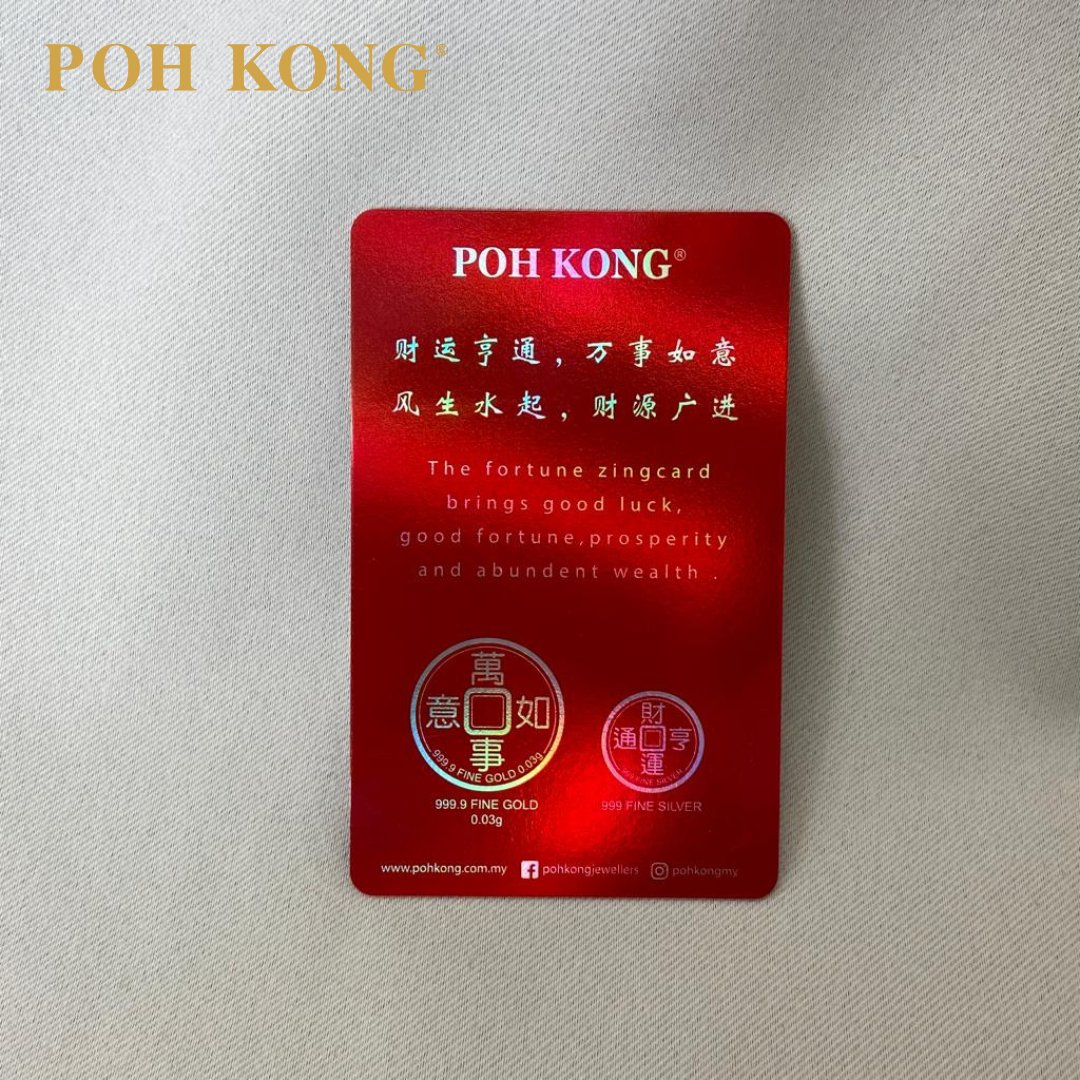 POH KONG®
POH KONG®
财运亨通，万事如意
风生水起，财源广进
The fortune zingcard
brings good luck,
good fortune,prosperity
and abundent wealth .
萬
意 如
事
999.9 FINE GOLD 0.03g
999.9 FINE GOLD
0.03g
財
通 亨
運
999 FINE SILVER
999 FINE SILVER
www.pohkong.com.my pohkongjewellers pohkongmy